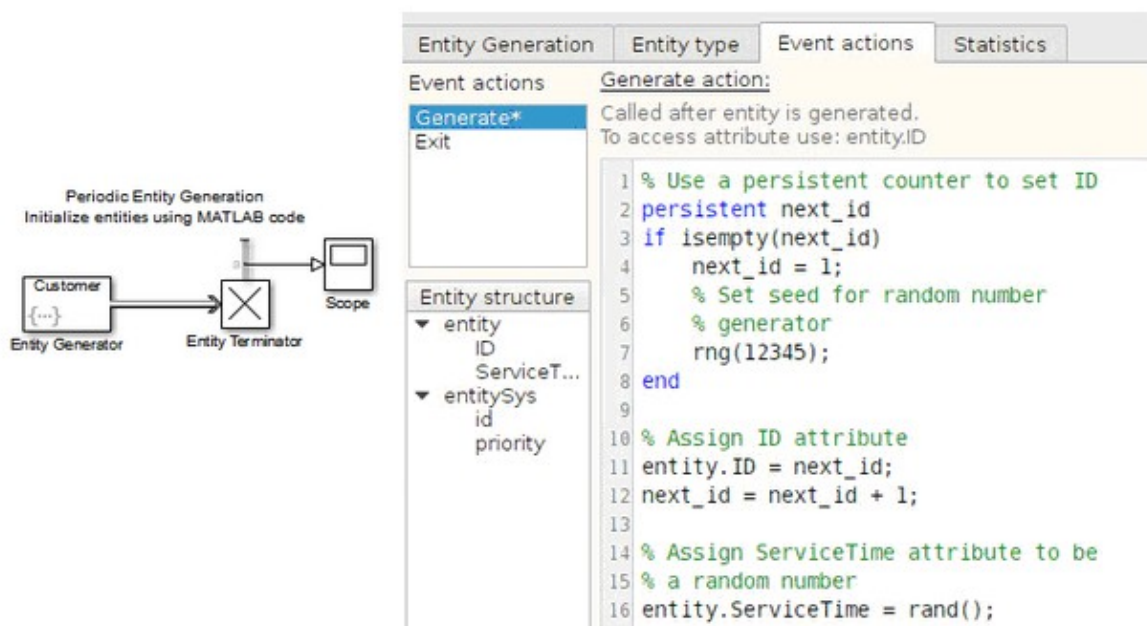 Periodic Entity Generation
Initialize entities using MATLAB code
Customer
{...}
Entity Generator
Entity Terminator
Scope
Entity Generation
Entity type
Event actions
Statistics
Event actions
Generate*
Exit
Entity structure
entity
ID
ServiceT...
entitySys
id
priority
Generate action:
Called after entity is generated.
To access attribute use: entity.ID
1 % Use a persistent counter to set ID
2 persistent next_id
3 if isempty(next_id)
4     next_id = 1;
5     % Set seed for random number
6     % generator
7     rng(12345);
8 end
9
10 % Assign ID attribute
11 entity.ID = next_id;
12 next_id = next_id + 1;
13
14 % Assign ServiceTime attribute to be
15 % a random number
16 entity.ServiceTime = rand();